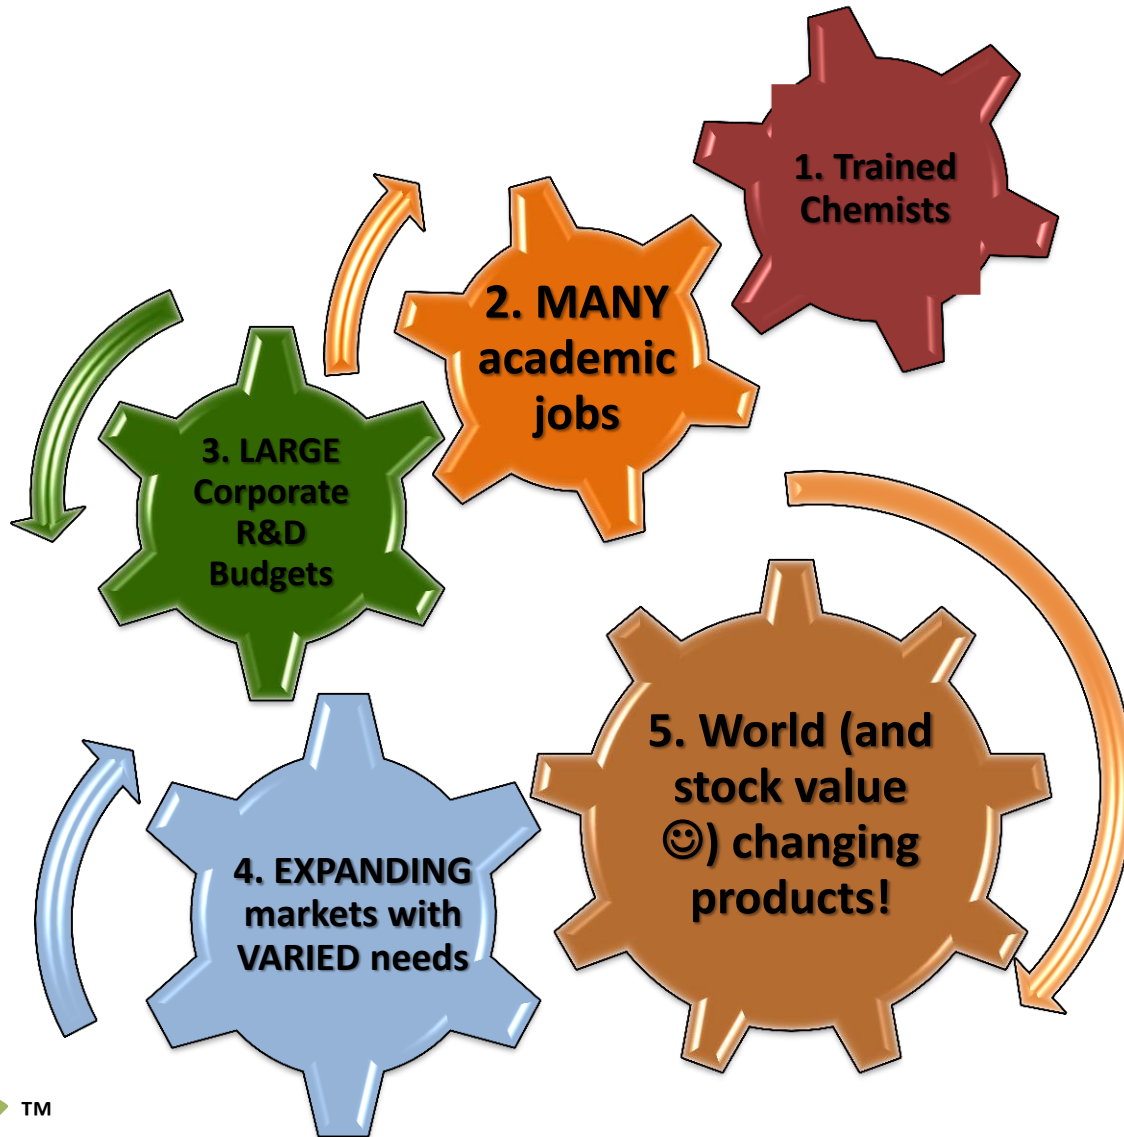 1. Trained
Chemists
2. MANY
academic
jobs
3. LARGE
Corporate
R&D
Budgets
4. EXPANDING
markets with
VARIED needs
5. World (and
stock value
☺) changing
products!
TM